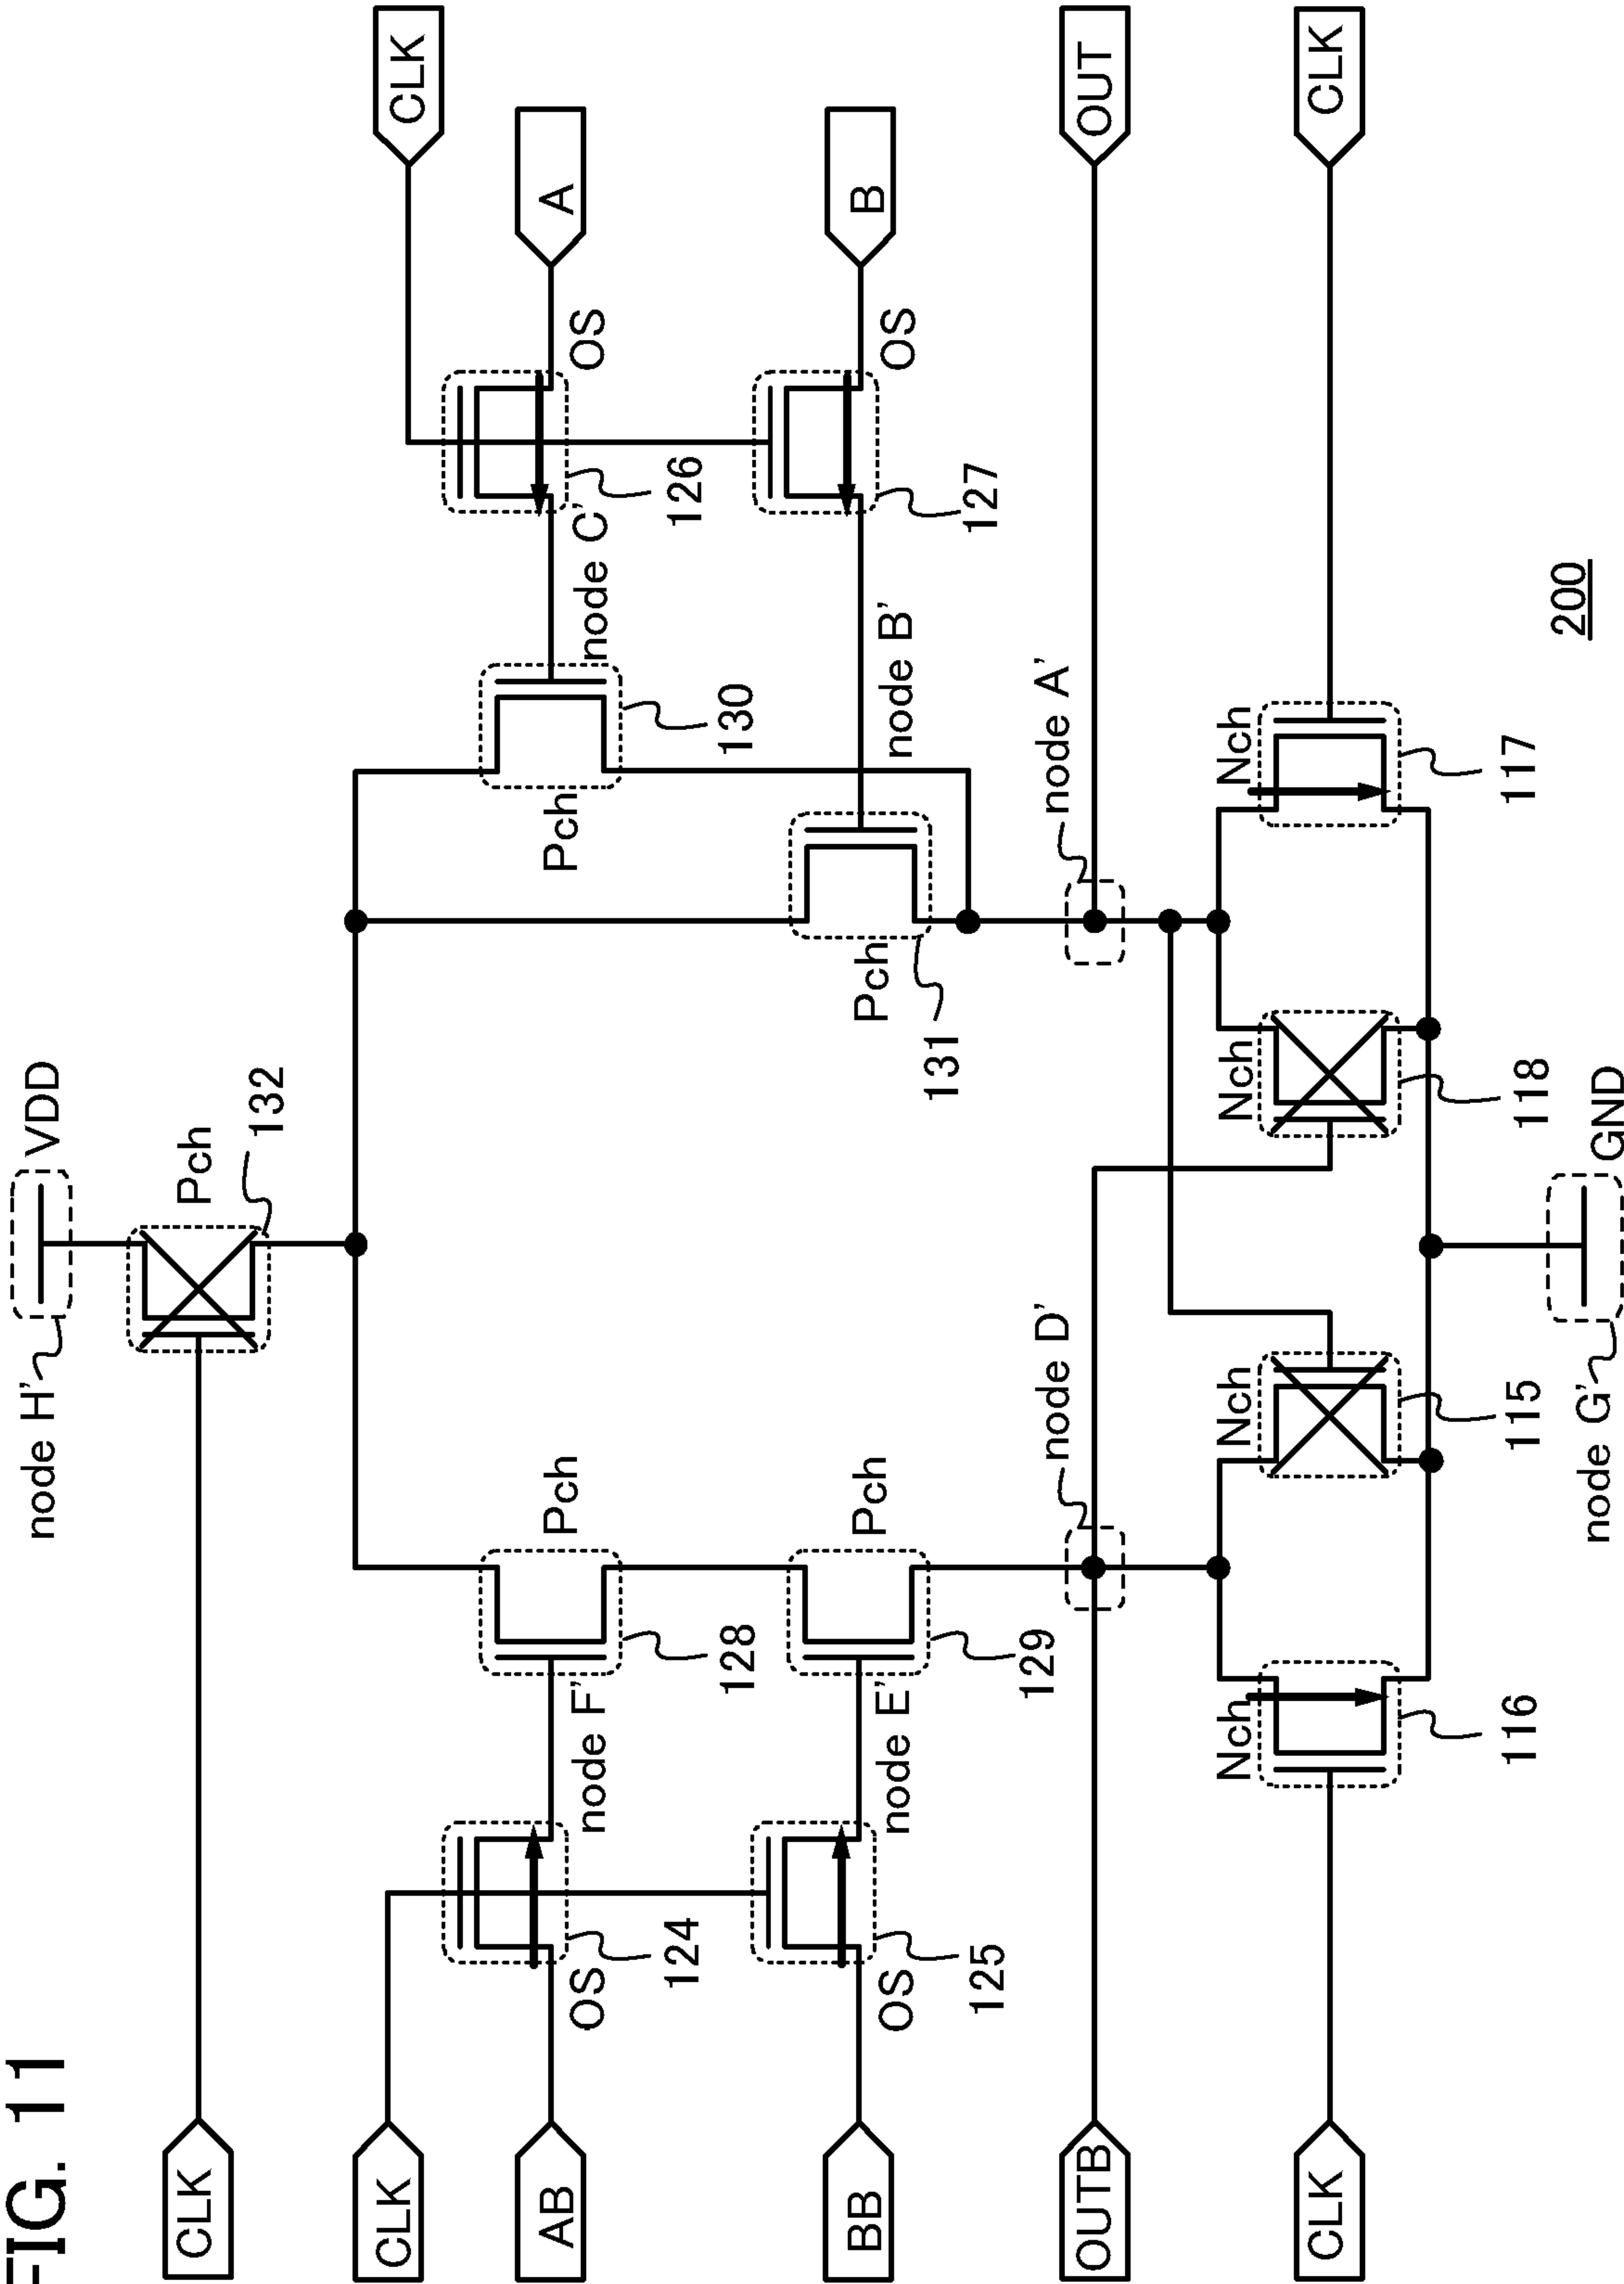 FIG. 11
node H'
VDD
Pch
132
CLK
CLK
CLK
AB
OS
124
node F'
128
Pch
Pch
130
node C'
126
OS
A
BB
OS
125
node E'
129
Pch
Pch
131
node B'
127
OS
B
OUTB
node D'
node A'
OUT
CLK
Nch
116
Nch
115
Nch
118
Nch
117
CLK
node G'
GND
200